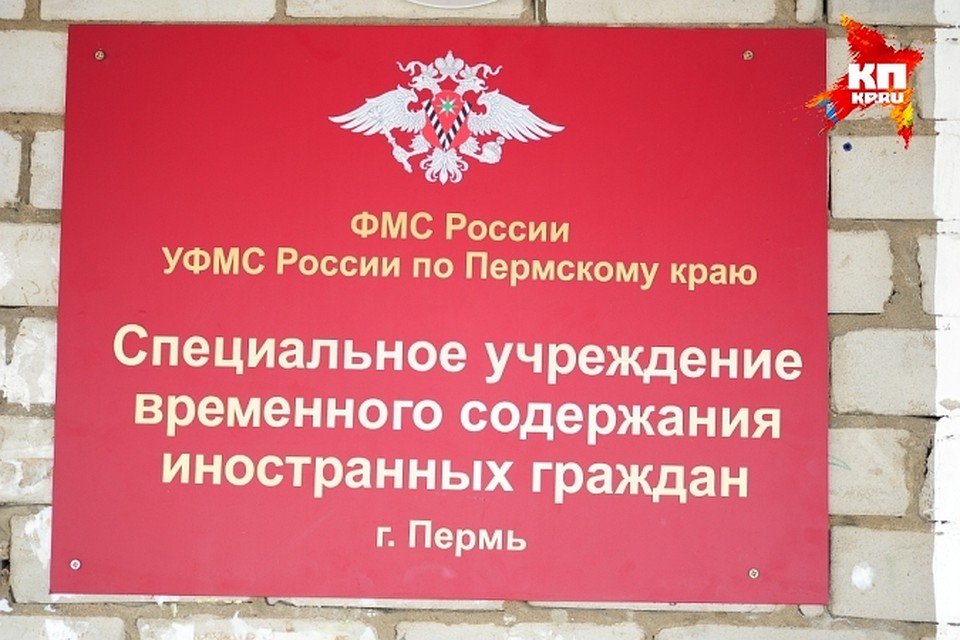 КП
KP.RU
ФМС России
УФМС России по Пермскому краю
Специальное учреждение
временного содержания
иностранных граждан
г. Пермь